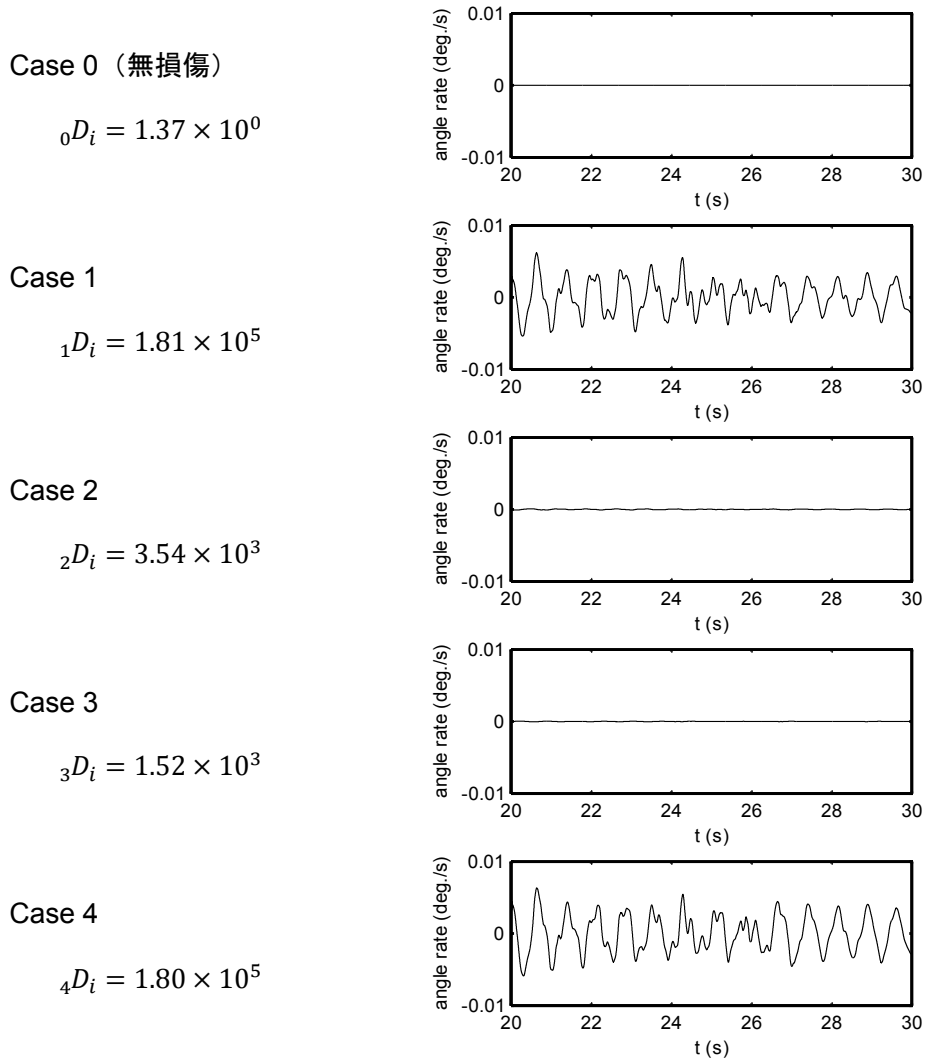 Case 0（無損傷）
₀Dᵢ = 1.37 × 10⁰
0.01
0
-0.01
angle rate (deg./s)
20 22 24 26 28 30
t (s)
Case 1
₁Dᵢ = 1.81 × 10⁵
0.01
0
-0.01
angle rate (deg./s)
20 22 24 26 28 30
t (s)
Case 2
₂Dᵢ = 3.54 × 10³
0.01
0
-0.01
angle rate (deg./s)
20 22 24 26 28 30
t (s)
Case 3
₃Dᵢ = 1.52 × 10³
0.01
0
-0.01
angle rate (deg./s)
20 22 24 26 28 30
t (s)
Case 4
₄Dᵢ = 1.80 × 10⁵
0.01
0
-0.01
angle rate (deg./s)
20 22 24 26 28 30
t (s)